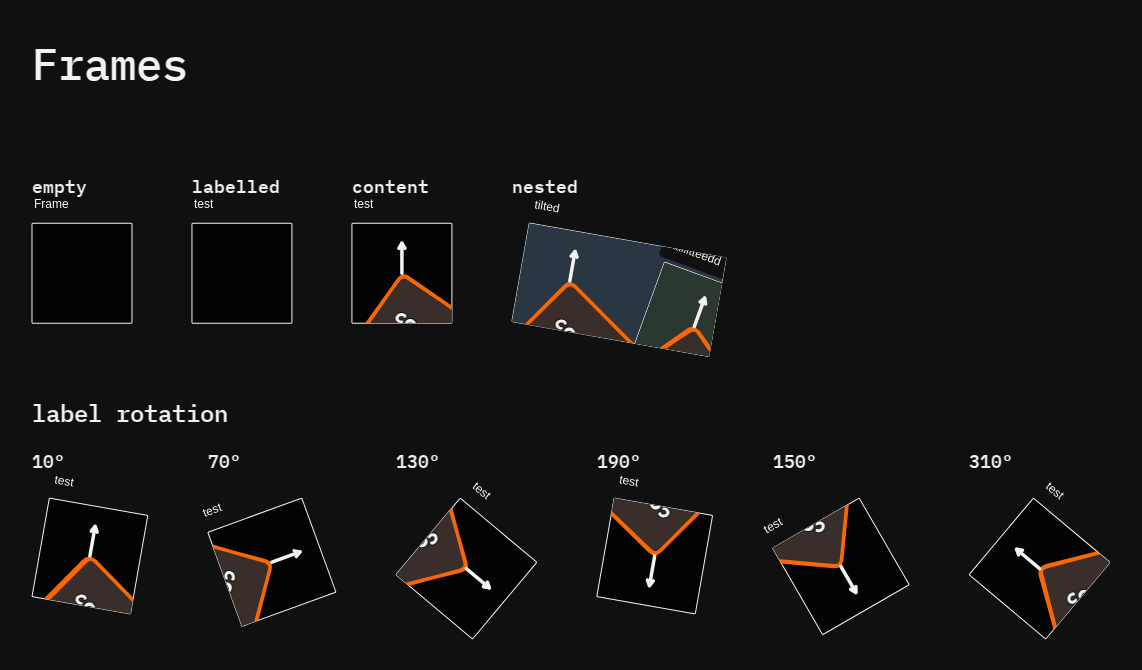 Frames
empty labelled content nested
Frame test test tilted
label rotation
10° 70° 130° 190° 150° 310°
test test test test test test